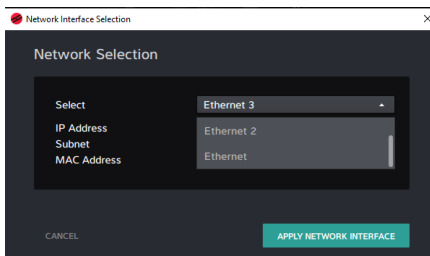 Network Interface Selection
Network Selection
Select Ethernet 3
IP Address Ethernet 2
Subnet
MAC Address Ethernet
CANCEL APPLY NETWORK INTERFACE